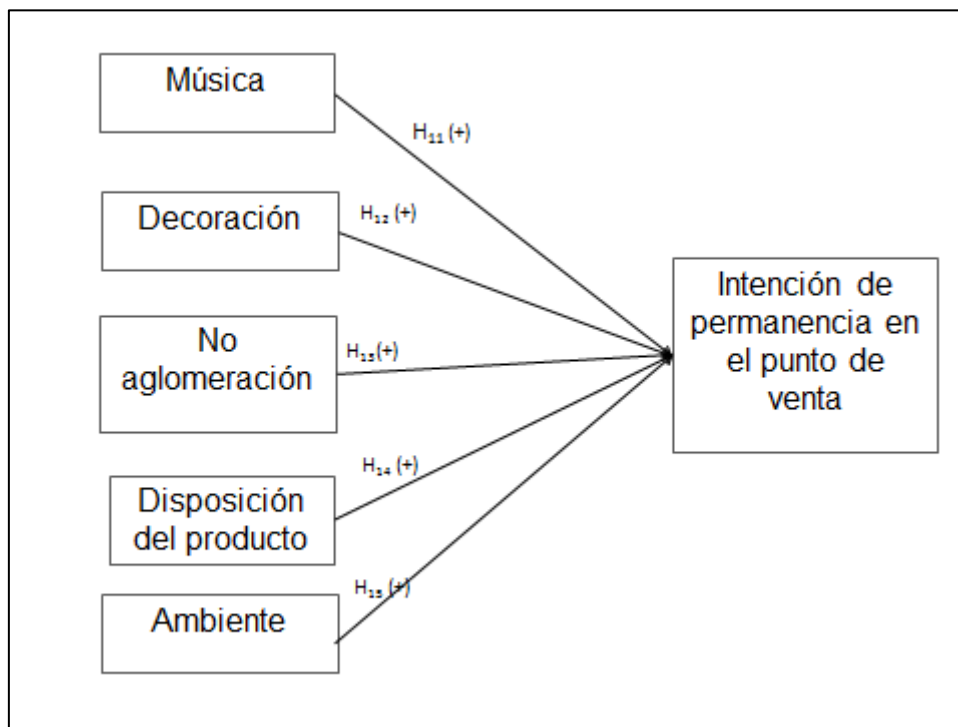 Música
H₁₁ (+)
Decoración
H₁₂ (+)
No
aglomeración
H₁₃(+)
Intención de
permanencia en
el punto de
venta
Disposición
del producto
H₁₄ (+)
Ambiente
H₁₅ (+)